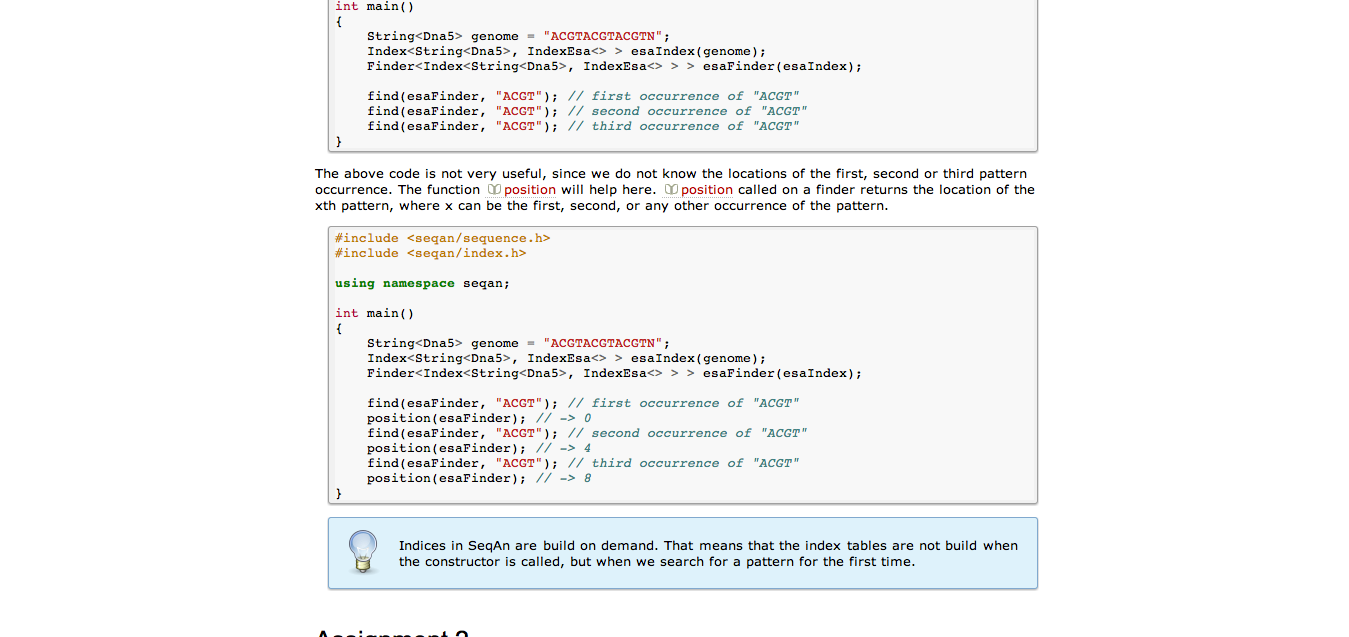 int main()
{
    String<Dna5> genome = "ACGTACGTACGTN";
    Index<String<Dna5>, IndexEsa<> > esaIndex(genome);
    Finder<Index<String<Dna5>, IndexEsa<> > > esaFinder(esaIndex);

    find(esaFinder, "ACGT"); // first occurrence of "ACGT"
    find(esaFinder, "ACGT"); // second occurrence of "ACGT"
    find(esaFinder, "ACGT"); // third occurrence of "ACGT"
}
The above code is not very useful, since we do not know the locations of the first, second or third pattern
occurrence. The function position will help here. position called on a finder returns the location of the
xth pattern, where x can be the first, second, or any other occurrence of the pattern.
#include <seqan/sequence.h>
#include <seqan/index.h>

using namespace seqan;

int main()
{
    String<Dna5> genome = "ACGTACGTACGTN";
    Index<String<Dna5>, IndexEsa<> > esaIndex(genome);
    Finder<Index<String<Dna5>, IndexEsa<> > > esaFinder(esaIndex);

    find(esaFinder, "ACGT"); // first occurrence of "ACGT"
    position(esaFinder); // -> 0
    find(esaFinder, "ACGT"); // second occurrence of "ACGT"
    position(esaFinder); // -> 4
    find(esaFinder, "ACGT"); // third occurrence of "ACGT"
    position(esaFinder); // -> 8
}
Indices in SeqAn are build on demand. That means that the index tables are not build when
the constructor is called, but when we search for a pattern for the first time.
Assignment 2